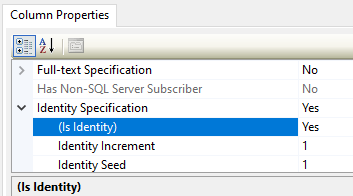 Column Properties
A
Z
Full-text Specification No
Has Non-SQL Server Subscriber No
Identity Specification Yes
(Is Identity) Yes
Identity Increment 1
Identity Seed 1
(Is Identity)